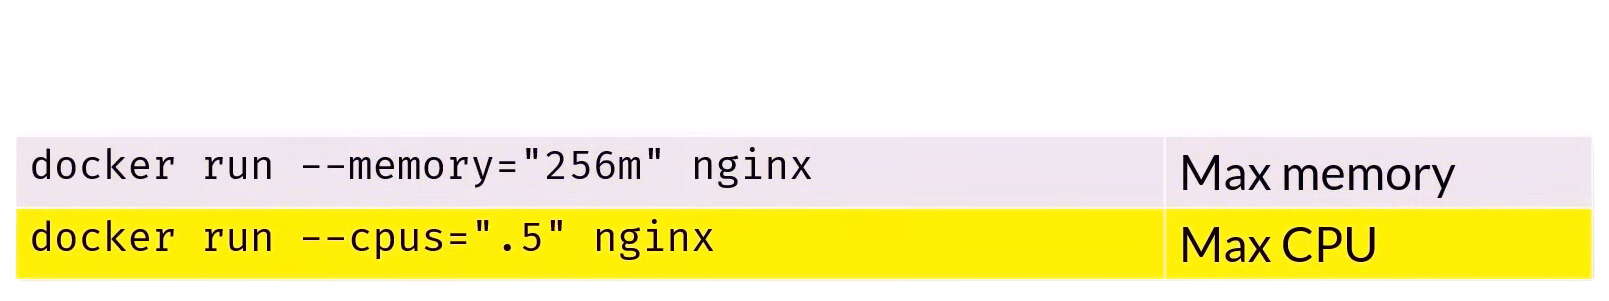 docker run --memory="256m" nginx Max memory
docker run --cpus=".5" nginx Max CPU